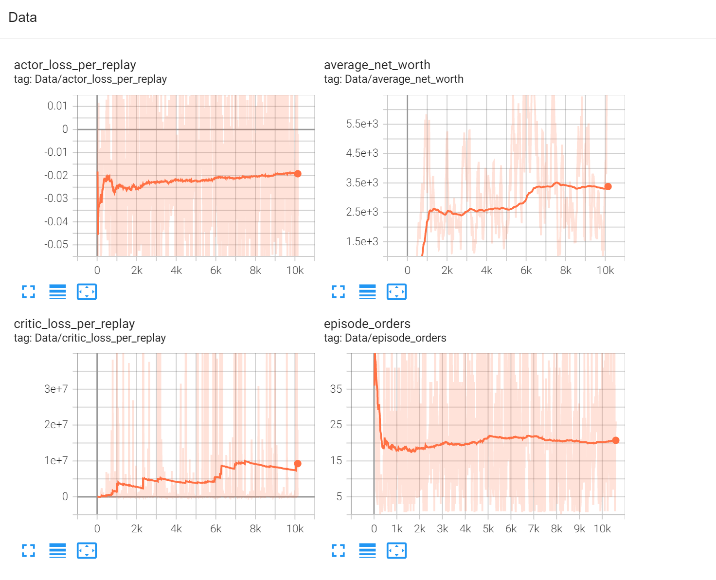 Data
actor_loss_per_replay
tag: Data/actor_loss_per_replay
0.01
0
-0.01
-0.02
-0.03
-0.04
-0.05
0 2k 4k 6k 8k 10k
average_net_worth
tag: Data/average_net_worth
5.5e+3
4.5e+3
3.5e+3
2.5e+3
1.5e+3
0 2k 4k 6k 8k 10k
critic_loss_per_replay
tag: Data/critic_loss_per_replay
3e+7
2e+7
1e+7
0
0 2k 4k 6k 8k 10k
episode_orders
tag: Data/episode_orders
35
25
15
5
0 1k 2k 3k 4k 5k 6k 7k 8k 9k 10k